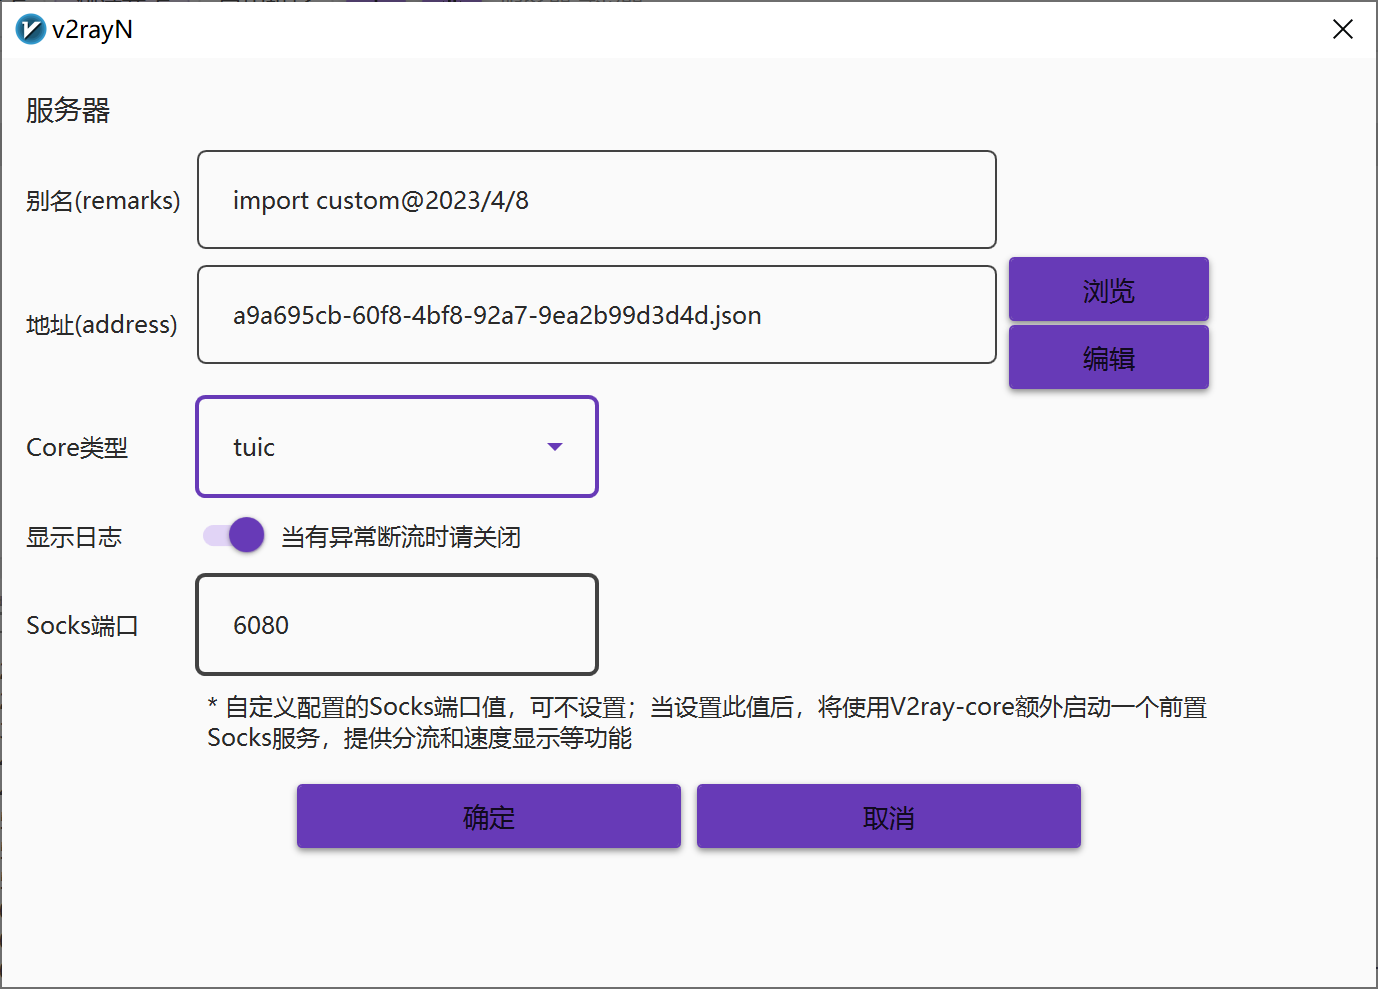 v2rayN
服务器
别名(remarks)
import custom@2023/4/8
地址(address)
a9a695cb-60f8-4bf8-92a7-9ea2b99d3d4d.json
浏览
编辑
Core类型
tuic
显示日志
当有异常断流时请关闭
Socks端口
6080
* 自定义配置的Socks端口值，可不设置；当设置此值后，将使用V2ray-core额外启动一个前置
Socks服务，提供分流和速度显示等功能
确定
取消